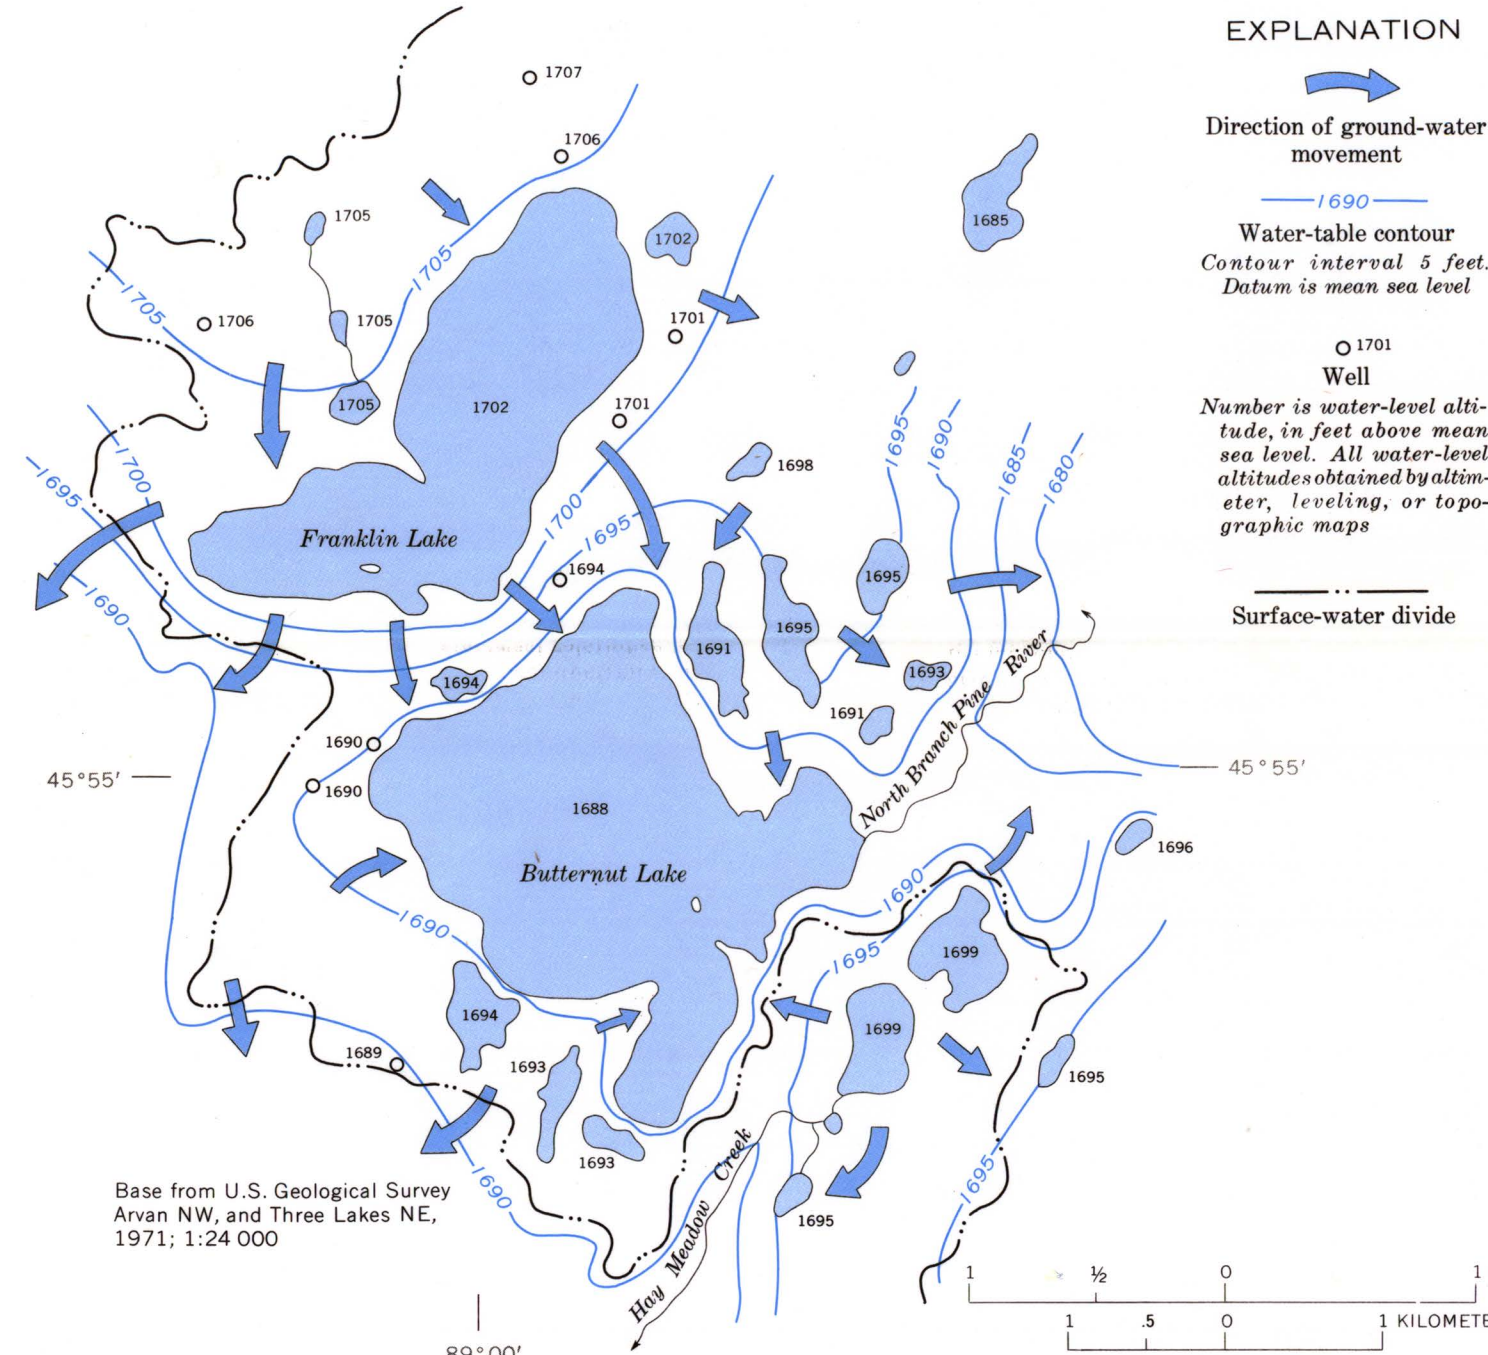 EXPLANATION
Direction of ground-water
movement
1690
Water-table contour
Contour interval 5 feet.
Datum is mean sea level
1701
Well
Number is water-level alti-
tude, in feet above mean
sea level. All water-level
altitudes obtained by altim-
eter, leveling, or topo-
graphic maps
Surface-water divide
1707
1706
1705
1702
1685
1705
1705
1706
1705
1701
1705
1702
1701
1700
1695
1698
1695
1690
1685
1680
Franklin Lake
1700
1695
1694
1690
1695
1695
1691
1694
1693
1691
North Branch Pine River
1690
1690
45°55'
45°55'
1688
Butternut Lake
1696
1690
1690
1695
1699
1694
1699
1689
1693
1693
1695
1690
1695
1695
Hay Meadow Creek
Base from U.S. Geological Survey
Arvan NW, and Three Lakes NE,
1971; 1:24 000
1 ½ 0 1
1 .5 0 1 KILOMETE
89°00'